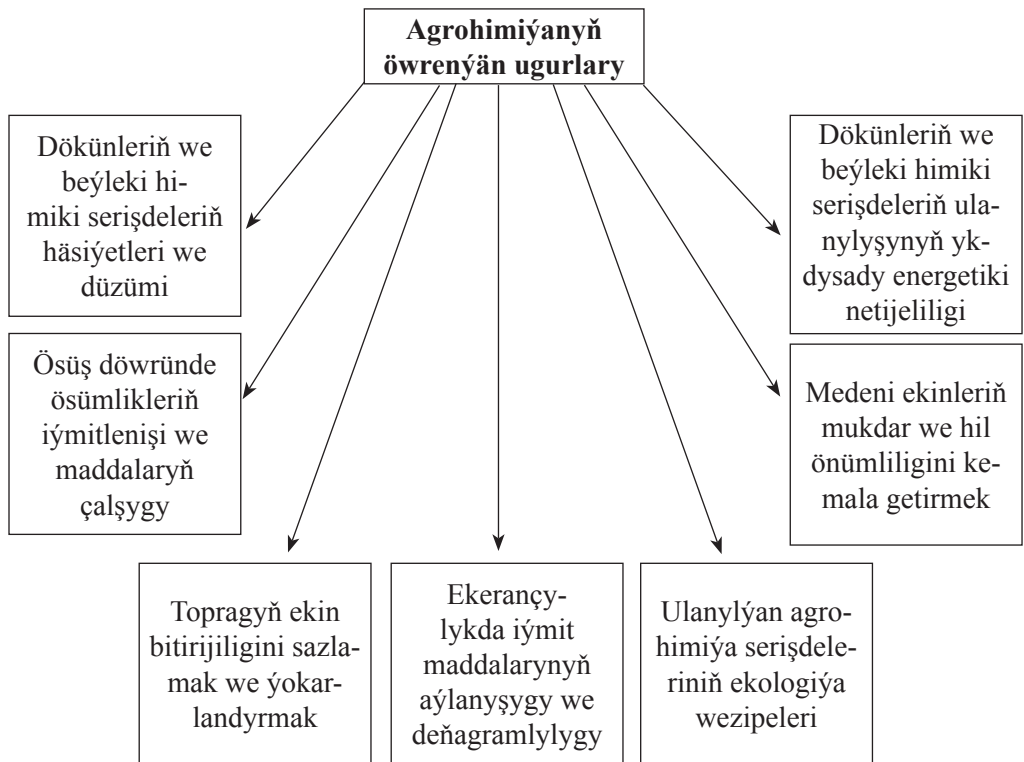 Agrohimiýanyň
öwrenýän ugurlary
Dökünleriň we
beýleki hi-
miki serişdeleriň
häsiýetleri we
düzümi
Dökünleriň we
beýleki himiki
serişdeleriň ula-
nylyşynyň yk-
dysady energetiki
netijeliligi
Ösüş döwründe
ösümlikleriň
iýmitlenişi we
maddalaryň
çalşygy
Medeni ekinleriň
mukdar we hil
önümliligini ke-
mala getirmek
Topragyň ekin
bitirijiligini sazla-
mak we ýokar-
landyrmak
Ekerançy-
lykda iýmit
maddalarynyň
aýlanyşygy we
deňagramlylygy
Ulanylýan agro-
himiýa serişdele-
riniň ekologiýa
wezipeleri